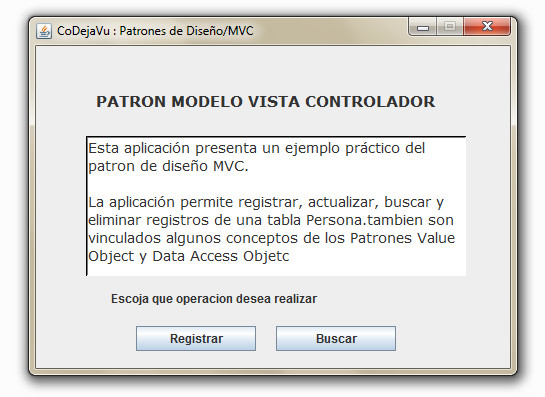 CoDejaVu : Patrones de Diseño/MVC
PATRON MODELO VISTA CONTROLADOR
Esta aplicación presenta un ejemplo práctico del
patron de diseño MVC.
La aplicación permite registrar, actualizar, buscar y
eliminar registros de una tabla Persona.tambien son
vinculados algunos conceptos de los Patrones Value
Object y Data Access Objetc
Escoja que operacion desea realizar
Registrar
Buscar